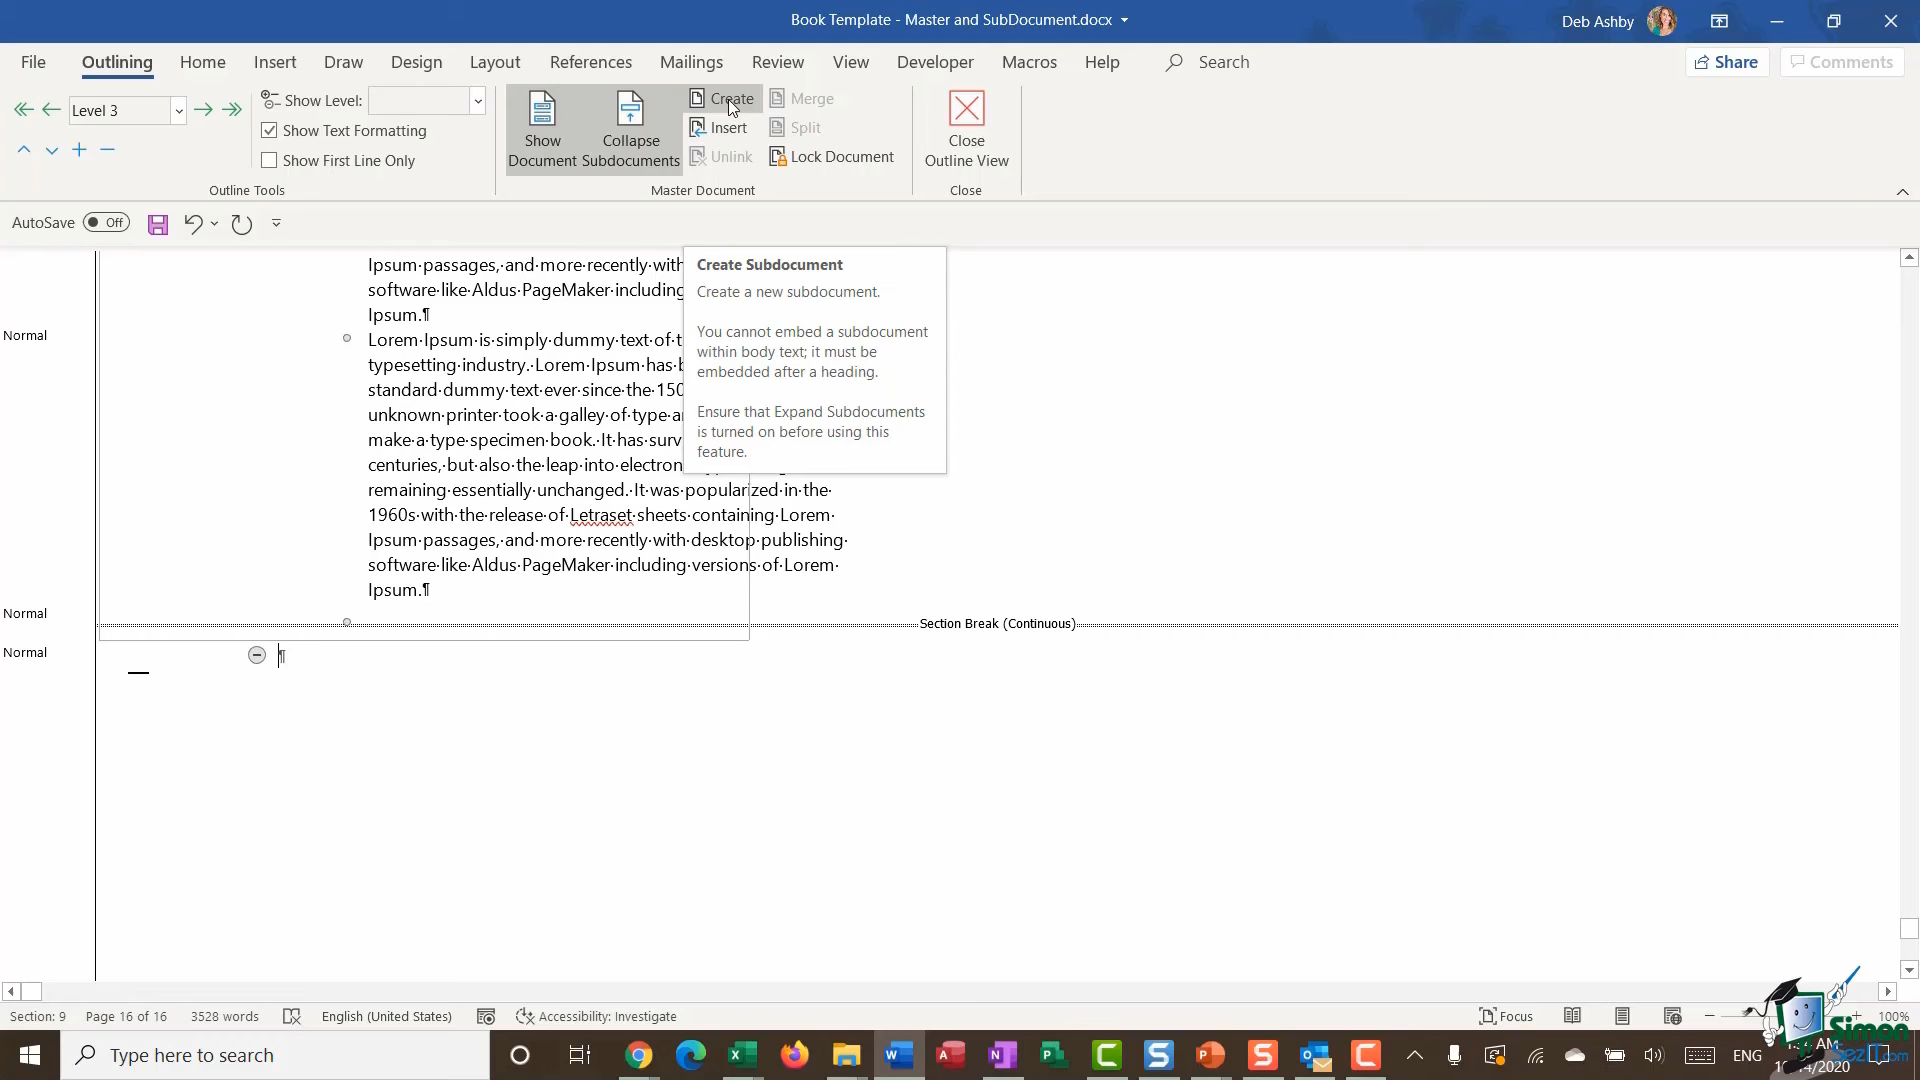 Book Template - Master and SubDocument.docx
Deb Ashby
File Outlining Home Insert Draw Design Layout References Mailings Review View Developer Macros Help Search Share Comments
Level 3
Show Level:
Show Text Formatting
Show First Line Only
Outline Tools
Show Document
Collapse Subdocuments
Create
Insert
Unlink
Merge
Split
Lock Document
Master Document
Close Outline View
Close
AutoSave Off
Create Subdocument
Create a new subdocument.
You cannot embed a subdocument
within body text; it must be
embedded after a heading.
Ensure that Expand Subdocuments
is turned on before using this
feature.
Ipsum·passages,·and·more·recently·with
software·like·Aldus·PageMaker·including
Ipsum.¶
Normal
Lorem·Ipsum·is·simply·dummy·text·of·t
typesetting·industry.·Lorem·Ipsum·has·b
standard·dummy·text·ever·since·the·150
unknown·printer·took·a·galley·of·type·a
make·a·type·specimen·book.·It·has·surv
centuries,·but·also·the·leap·into·electron
remaining·essentially·unchanged.·It·was·popularized·in·the·
1960s·with·the·release·of·Letraset·sheets·containing·Lorem·
Ipsum·passages,·and·more·recently·with·desktop·publishing·
software·like·Aldus·PageMaker·including·versions·of·Lorem·
Ipsum.¶
Normal
Section Break (Continuous)
Normal
¶
Section: 9 Page 16 of 16 3528 words English (United States) Accessibility: Investigate Focus 100%
Type here to search
ENG
AM
Simon
SezIT.com